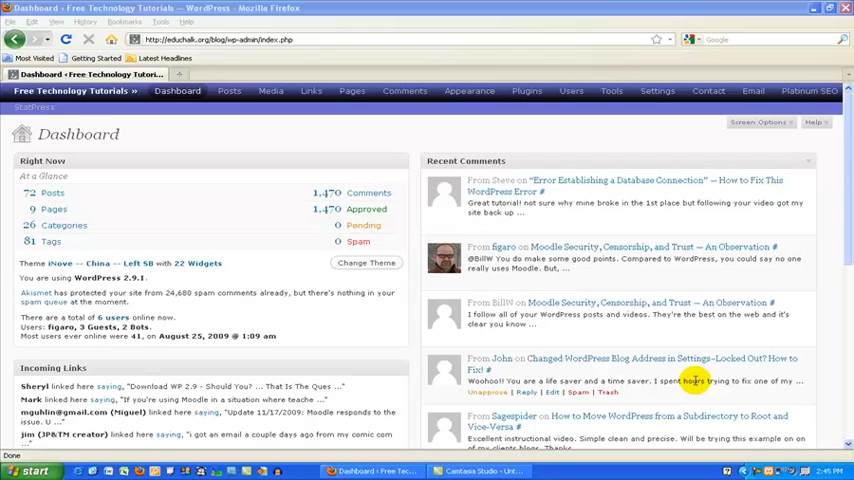 Dashboard ‹ Free Technology Tutorials — WordPress - Mozilla Firefox
File Edit View History Bookmarks Tools Help
http://educhalk.org/blog/wp-admin/index.php
Google
Most Visited Getting Started Latest Headlines
Dashboard ‹ Free Technology Tutori...
Free Technology Tutorials » Dashboard Posts Media Links Pages Comments Appearance Plugins Users Tools Settings Contact Email Platinum SEO
StatPress
Dashboard
Screen Options Help
Right Now
At a Glance
72 Posts 1,470 Comments
9 Pages 1,470 Approved
26 Categories 0 Pending
81 Tags 0 Spam
Theme iNove -- China -- Left SB with 22 Widgets
Change Theme
You are using WordPress 2.9.1.
Akismet has protected your site from 24,680 spam comments already, but there's nothing in your
spam queue at the moment.
There are a total of 6 users online now.
Users: figaro, 3 Guests, 2 Bots.
Most users ever online were 41, on August 25, 2009 @ 1:09 am
Incoming Links
Sheryl linked here saying, "Download WP 2.9 - Should You? ... That Is the Ques ..."
Mark linked here saying, "If you're using Moodle in a situation where teache ..."
mguhlin@gmail.com (Miguel) linked here saying, "Update 11/17/2009: Moodle responds to the
issue. U ..."
jim (JP&TM creator) linked here saying, "i got an email a couple days ago from my comic com
..."
Recent Comments
From Steve on “Error Establishing a Database Connection” – How to Fix This
WordPress Error #
Great tutorial! not sure why mine broke in the 1st place but following your video got my
site back up ...
From figaro on Moodle Security, Censorship, and Trust – An Observation #
@BillW You do make some good points. Compared to WordPress, you could say no one
really uses Moodle. But, ...
From BillW on Moodle Security, Censorship, and Trust – An Observation #
I follow all of your WordPress posts and videos. They're the best on the web and it's
clear you know ...
From John on Changed WordPress Blog Address in Settings–Locked Out? How to
Fix! #
Woohoo!! You are a life saver and a time saver. I spent hours trying to fix one of my ...
Unapprove | Reply | Edit | Spam | Trash
From Sagespider on How to Move WordPress from a Subdirectory to Root and
Vice-Versa #
Excellent instructional video. Simple clean and precise. Will be trying this example on on
Done
start Dashboard ‹ Free Tec... Camtasia Studio - Unt... 2:45 PM